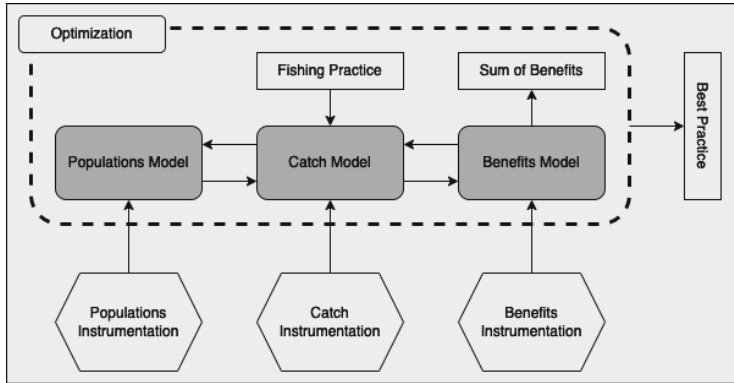 Optimization
Fishing Practice
Sum of Benefits
Best Practice
Populations Model
Catch Model
Benefits Model
Populations
Instrumentation
Catch
Instrumentation
Benefits
Instrumentation